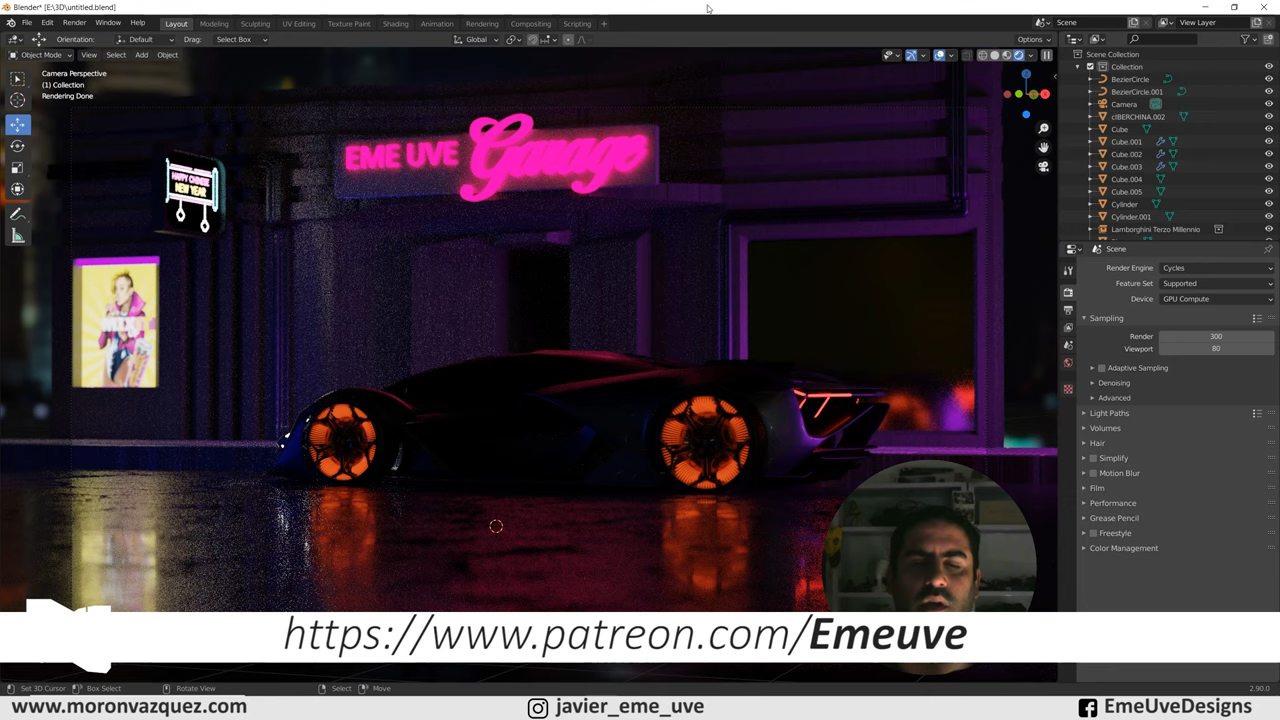 Blender* [E:\3D\untitled.blend]
File Edit Render Window Help Layout Modeling Sculpting UV Editing Texture Paint Shading Animation Rendering Compositing Scripting + Scene View Layer
Orientation: Default Drag: Select Box Global Options
Object Mode View Select Add Object
Camera Perspective
(1) Collection
Rendering Done
Scene Collection
Collection
BezierCircle
BezierCircle.001
Camera
cIBERCHINA.002
Cube
Cube.001
Cube.002
Cube.003
Cube.004
Cube.005
Cylinder
Cylinder.001
Lamborghini Terzo Millennio
EME UVE Garage
HAPPY CHINESE
NEW YEAR
Scene
Render Engine Cycles
Feature Set Supported
Device GPU Compute
Sampling
Render 300
Viewport 80
Adaptive Sampling
Denoising
Advanced
Light Paths
Volumes
Hair
Simplify
Motion Blur
Film
Performance
Grease Pencil
Freestyle
Color Management
https://www.patreon.com/Emeuve
Set 3D Cursor Box Select Rotate View Select Move 2.90.0
www.moronvazquez.com javier_eme_uve EmeUveDesigns